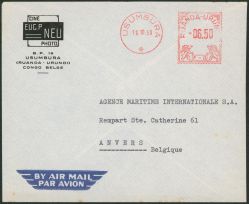 CINE
EUG.P
NEU
PHOTO
B.P. 18
USUMBURA
(RUANDA-URUNDI
CONGO BELGE
USUMBURA
RUANDA-URUNDI
06.50
AGENCE MARITIME INTERNATIONALE S.A.
Rempart Ste. Catherine 61
ANVERS
Belgique
BY AIR MAIL
PAR AVION